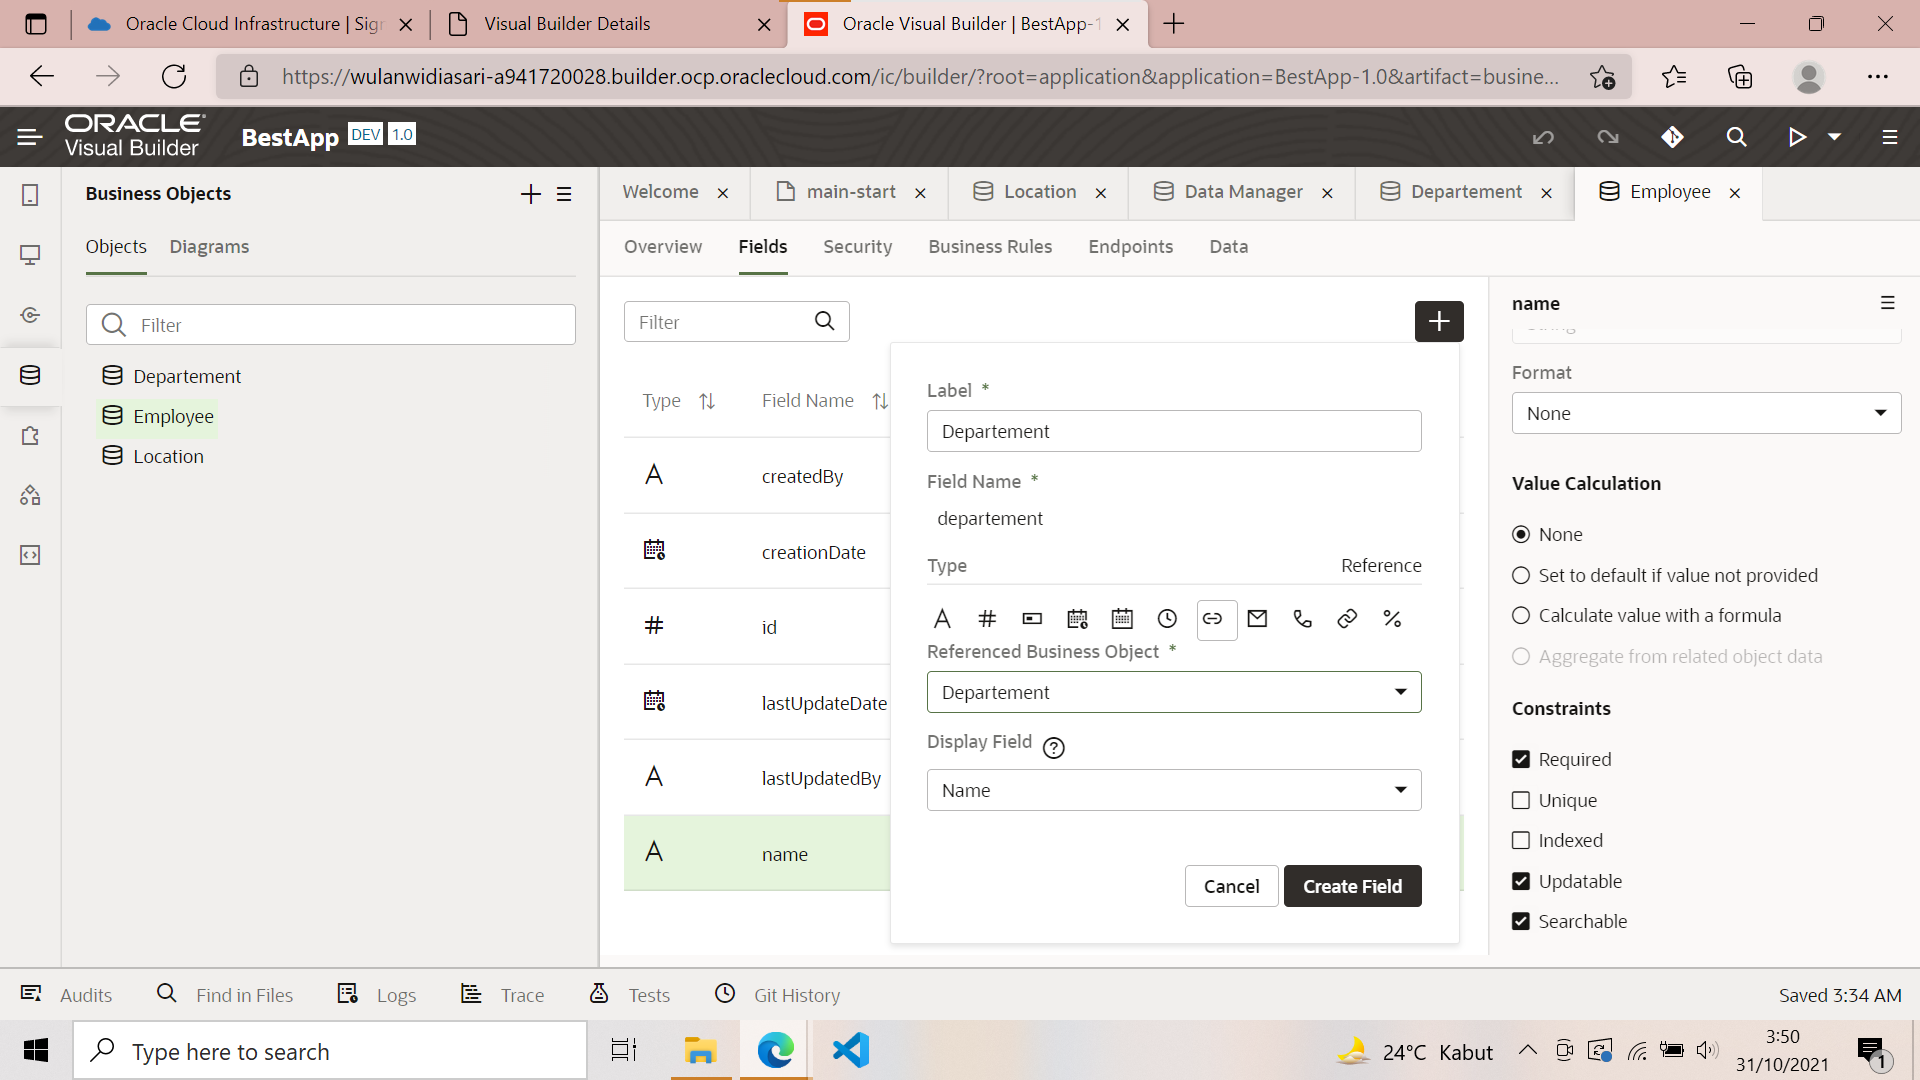 Oracle Cloud Infrastructure | Sign
Visual Builder Details
Oracle Visual Builder | BestApp-1
https://wulanwidiasari-a941720028.builder.ocp.oraclecloud.com/ic/builder/?root=application&application=BestApp-1.0&artifact=busine...
ORACLE
Visual Builder
BestApp DEV 1.0
Business Objects
Objects Diagrams
Filter
Departement
Employee
Location
Welcome
main-start
Location
Data Manager
Departement
Employee
Overview Fields Security Business Rules Endpoints Data
Filter
Type Field Name
createdBy
creationDate
id
lastUpdateDate
lastUpdatedBy
name
Label *
Departement
Field Name *
departement
Type Reference
Referenced Business Object *
Departement
Display Field
Name
Cancel Create Field
name
String
Format
None
Value Calculation
None
Set to default if value not provided
Calculate value with a formula
Aggregate from related object data
Constraints
Required
Unique
Indexed
Updatable
Searchable
Audits Find in Files Logs Trace Tests Git History Saved 3:34 AM
Type here to search
24°C Kabut
3:50
31/10/2021
1